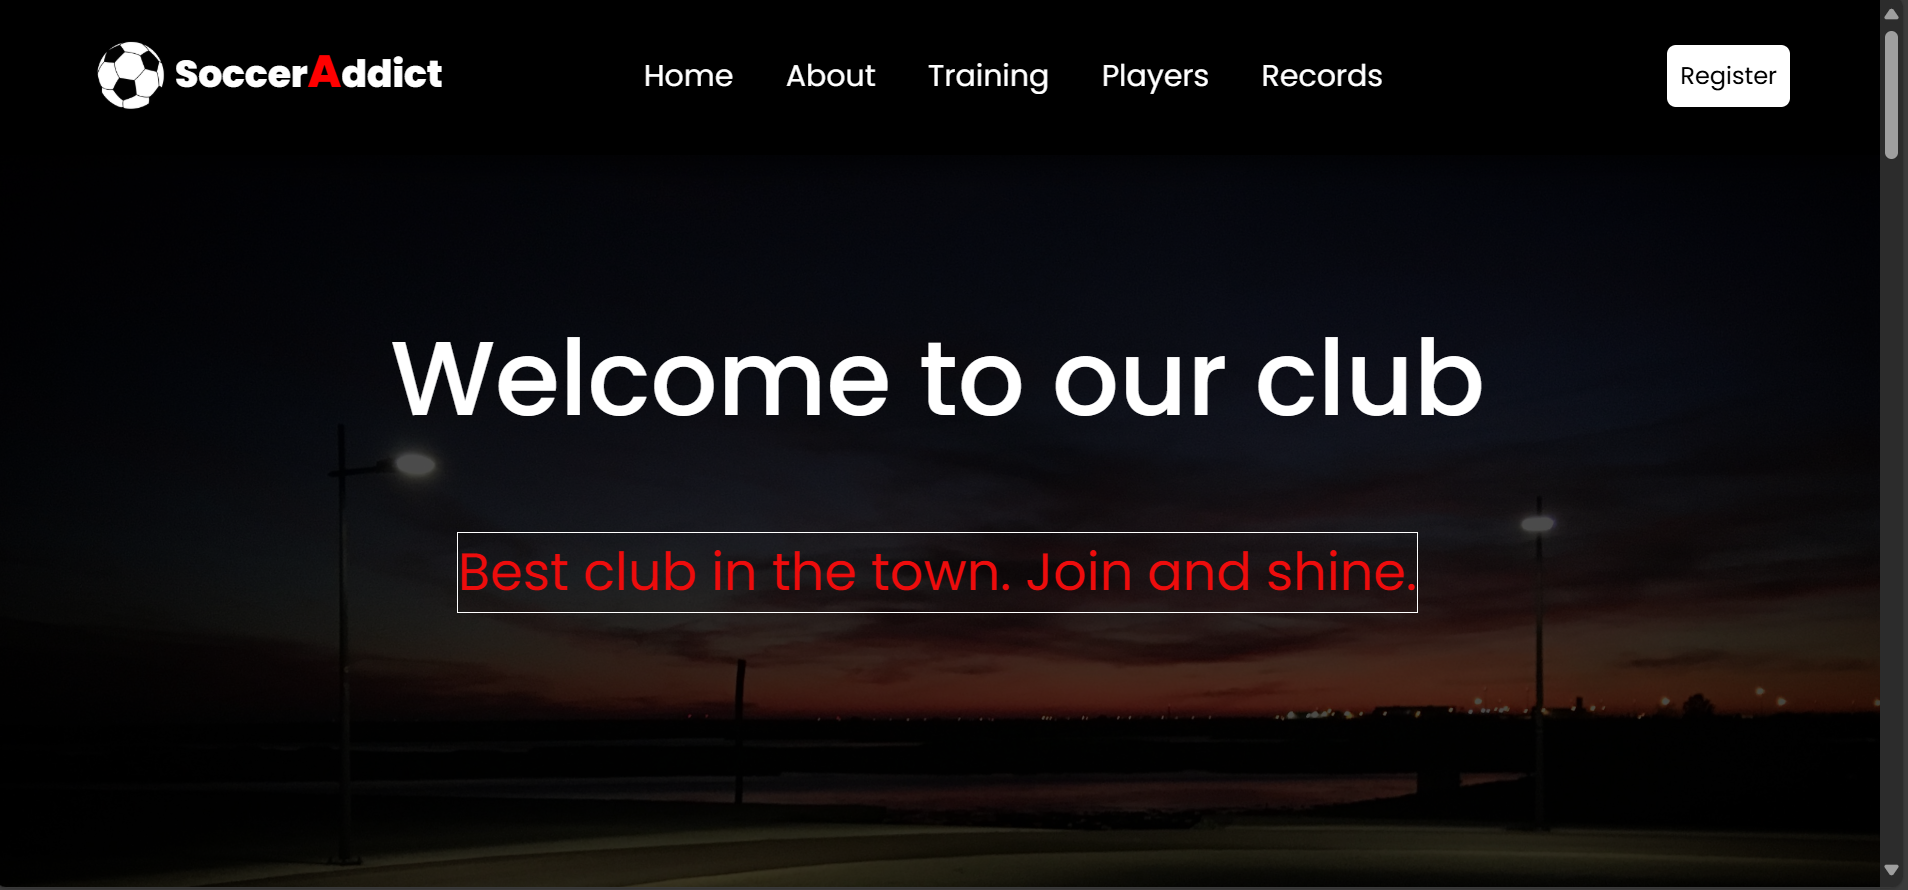 SoccerAddict
Home About Training Players Records
Register
Welcome to our club
Best club in the town. Join and shine.